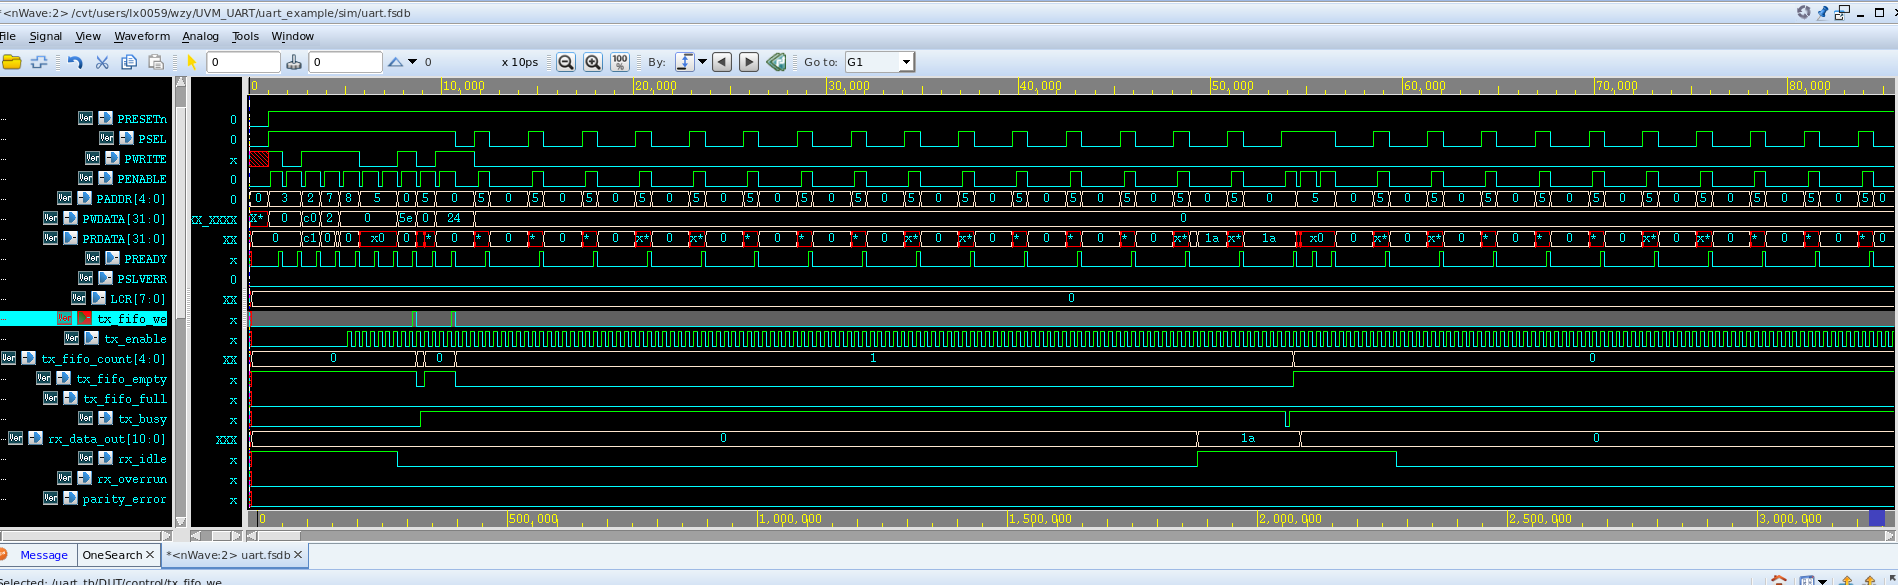 *<nWave:2> /cvt/users/lx0059/wzy/UVM_UART/uart_example/sim/uart.fsdb
File Signal View Waveform Analog Tools Window
0 0 0 x 10ps 100 % By: Go to: G1
0 10,000 20,000 30,000 40,000 50,000 60,000 70,000 80,000
PRESETn 0
PSEL 0
PWRITE x
PENABLE 0
PADDR[4:0] 0 0 3 2 7 8 5 0 5 0 5 0 5 0 5 0 5 0 5 0 5 0 5 0 5 0 5 0 5 0 5 0 5 0 5 0 5 0 5 0 5 0 5 0 5 0 5 0 5 0 5 0 5 0
PWDATA[31:0] XX_XXXX X* 0 c0 2 0 5e 0 24 0
PRDATA[31:0] XX 0 c1 0 0 x0 0 * 0 * 0 * 0 * 0 x* 0 x* 0 * 0 * 0 * 0 x* 0 x* 0 * 0 * 0 * 0 x* 1a x* 1a x0 0 x* 0 x* 0 * 0 * 0 * 0 x* 0 x* 0 * 0 * 0 * 0
PREADY x
PSLVERR 0
LCR[7:0] XX 0
Ver tx_fifo_we x
tx_enable x
tx_fifo_count[4:0] XX 0 0 1 0
tx_fifo_empty x
tx_fifo_full x
tx_busy x
rx_data_out[10:0] XXX 0 1a 0
rx_idle x
rx_overrun x
parity_error x
0 500,000 1,000,000 1,500,000 2,000,000 2,500,000 3,000,000
Message OneSearch *<nWave:2> uart.fsdb
Selected: /uart_tb/DUT/control/tx_fifo_we